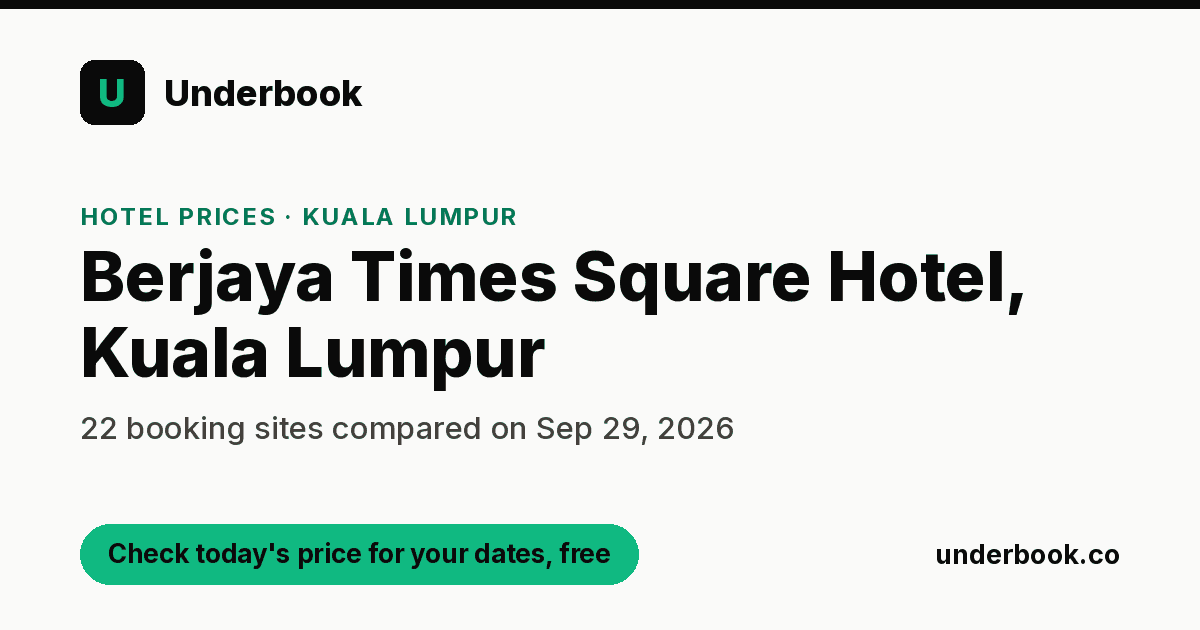 U Underbook
HOTEL PRICES · KUALA LUMPUR
Berjaya Times Square Hotel,
Kuala Lumpur
22 booking sites compared on Sep 29, 2026
Check today's price for your dates, free
underbook.co